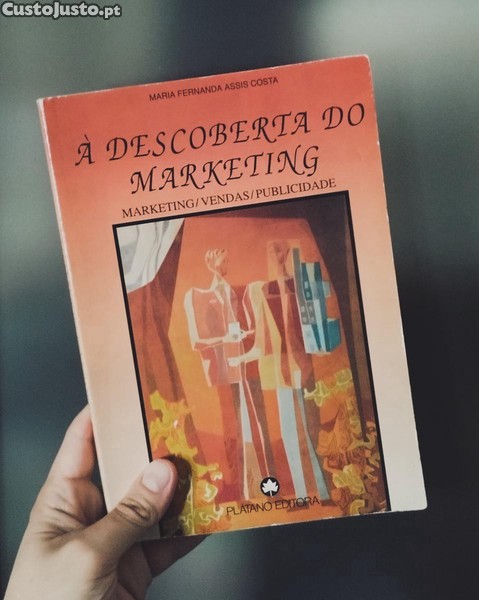 CustoJusto.pt
MARIA FERNANDA ASSIS COSTA
À DESCOBERTA DO
MARKETING
MARKETING/VENDAS/PUBLICIDADE
PLÁTANO EDITORA